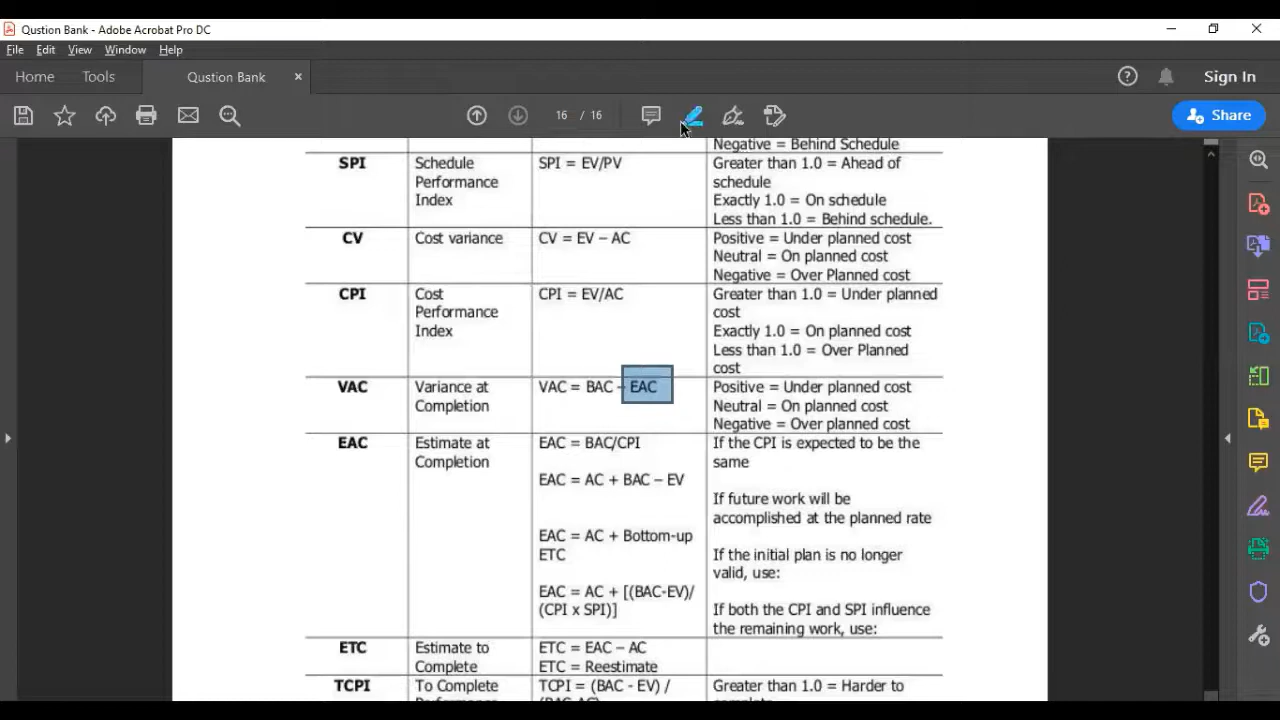 Qustion Bank - Adobe Acrobat Pro DC
File Edit View Window Help
Home Tools Qustion Bank × Sign In
16 / 16 Share
Negative = Behind Schedule
SPI Schedule SPI = EV/PV Greater than 1.0 = Ahead of
Performance schedule
Index Exactly 1.0 = On schedule
Less than 1.0 = Behind schedule.
CV Cost variance CV = EV – AC Positive = Under planned cost
Neutral = On planned cost
Negative = Over Planned cost
CPI Cost CPI = EV/AC Greater than 1.0 = Under planned
Performance cost
Index Exactly 1.0 = On planned cost
Less than 1.0 = Over Planned
cost
VAC Variance at VAC = BAC – EAC Positive = Under planned cost
Completion Neutral = On planned cost
Negative = Over planned cost
EAC Estimate at EAC = BAC/CPI If the CPI is expected to be the
Completion same
EAC = AC + BAC – EV
If future work will be
accomplished at the planned rate
EAC = AC + Bottom-up
ETC If the initial plan is no longer
valid, use:
EAC = AC + [(BAC-EV)/
(CPI x SPI)] If both the CPI and SPI influence
the remaining work, use:
ETC Estimate to ETC = EAC – AC
Complete ETC = Reestimate
TCPI To Complete TCPI = (BAC - EV) / Greater than 1.0 = Harder to